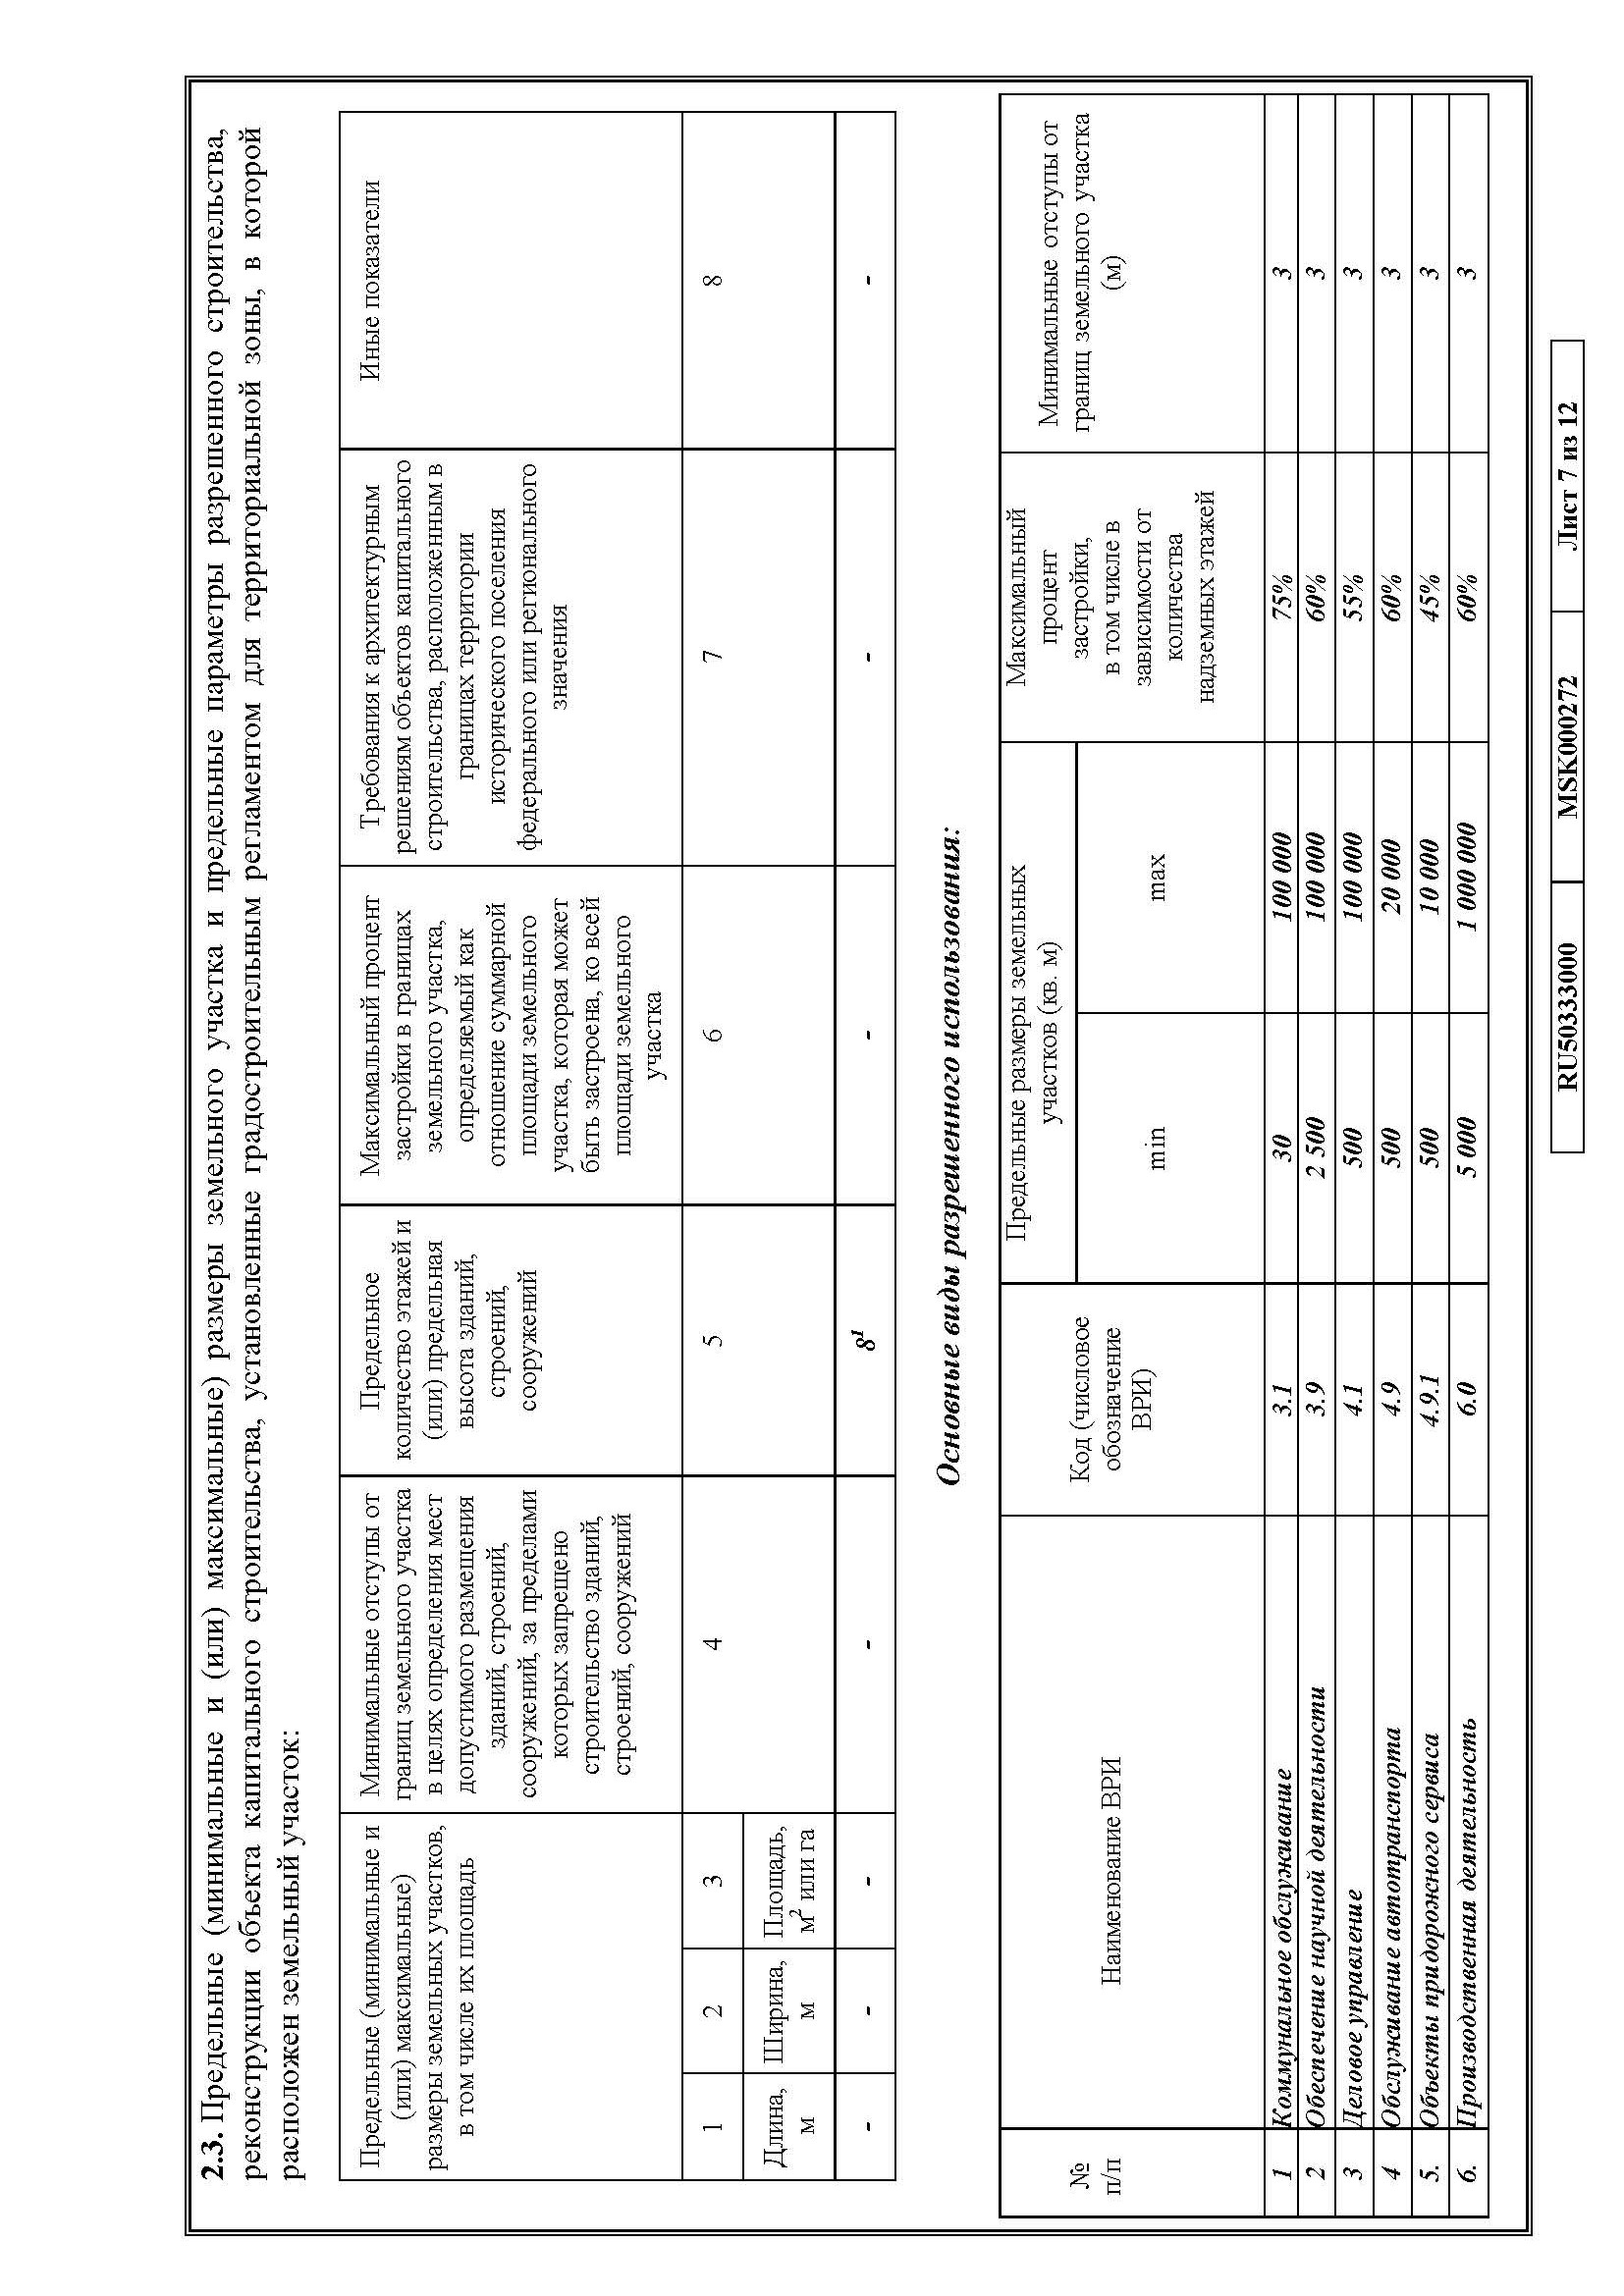 2.3. Предельные (минимальные и (или) максимальные) размеры земельного участка и предельные параметры разрешенного строительства,
реконструкции объекта капитального строительства, установленные градостроительным регламентом для территориальной зоны, в которой
расположен земельный участок:
Предельные (минимальные и
(или) максимальные)
размеры земельных участков,
в том числе их площадь
Минимальные отступы от
границ земельного участка
в целях определения мест
допустимого размещения
зданий, строений,
сооружений, за пределами
которых запрещено
строительство зданий,
строений, сооружений
Предельное
количество этажей и
(или) предельная
высота зданий,
строений,
сооружений
Максимальный процент
застройки в границах
земельного участка,
определяемый как
отношение суммарной
площади земельного
участка, которая может
быть застроена, ко всей
площади земельного
участка
Требования к архитектурным
решениям объектов капитального
строительства, расположенным в
границах территории
исторического поселения
федерального или регионального
значения
Иные показатели
1 2 3 4 5 6 7 8
Длина,
м
Ширина,
м
Площадь,
м² или га
- - - - 8¹ - - -
Основные виды разрешенного использования:
№
п/п
Наименование ВРИ
Код (числовое
обозначение
ВРИ)
Предельные размеры земельных
участков (кв. м)
min max
Максимальный
процент
застройки,
в том числе в
зависимости от
количества
надземных этажей
Минимальные отступы от
границ земельного участка
(м)
1 Коммунальное обслуживание 3.1 30 100 000 75% 3
2 Обеспечение научной деятельности 3.9 2 500 100 000 60% 3
3 Деловое управление 4.1 500 100 000 55% 3
4 Обслуживание автотранспорта 4.9 500 20 000 60% 3
5. Объекты придорожного сервиса 4.9.1 500 10 000 45% 3
6. Производственная деятельность 6.0 5 000 1 000 000 60% 3
RU50333000 MSK000272 Лист 7 из 12